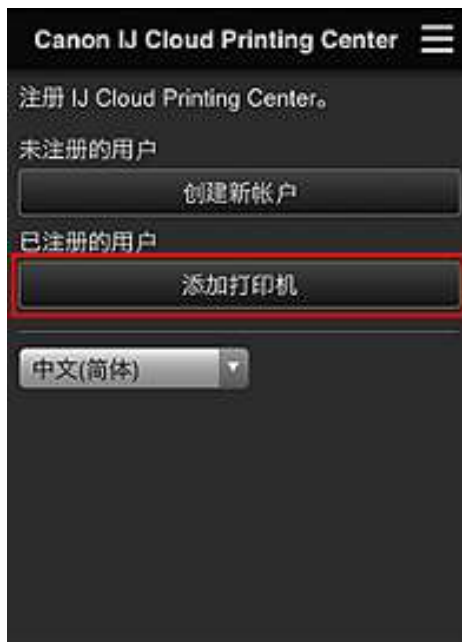 Canon IJ Cloud Printing Center
注册 IJ Cloud Printing Center。
未注册的用户
创建新帐户
已注册的用户
添加打印机
中文(简体)